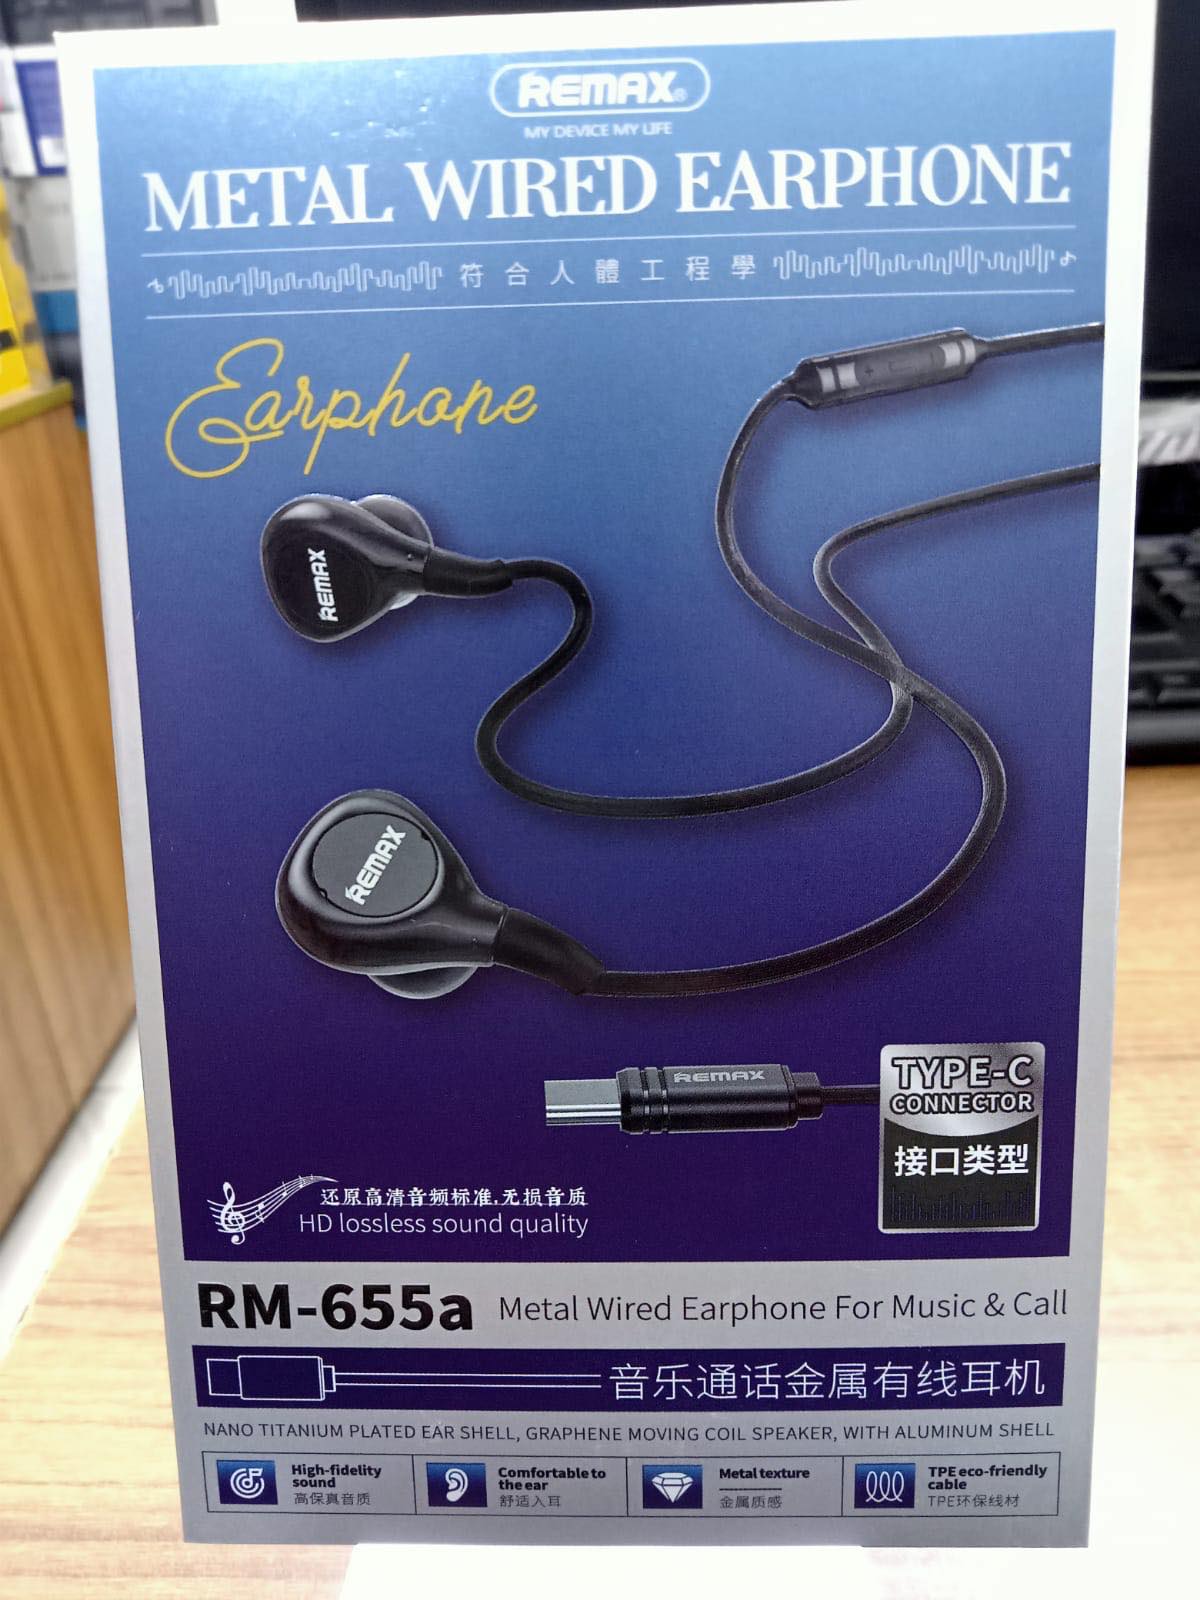 REMAX®
MY DEVICE MY LIFE
METAL WIRED EARPHONE
符合人體工程學
Earphone
REMAX
REMAX
REMAX
TYPE-C
CONNECTOR
接口类型
还原高清音频标准,无损音质
HD lossless sound quality
RM-655a Metal Wired Earphone For Music & Call
音乐通话金属有线耳机
NANO TITANIUM PLATED EAR SHELL, GRAPHENE MOVING COIL SPEAKER, WITH ALUMINUM SHELL
High-fidelity
sound
高保真音质
Comfortable to
the ear
舒适入耳
Metal texture
金属质感
TPE eco-friendly
cable
TPE环保线材